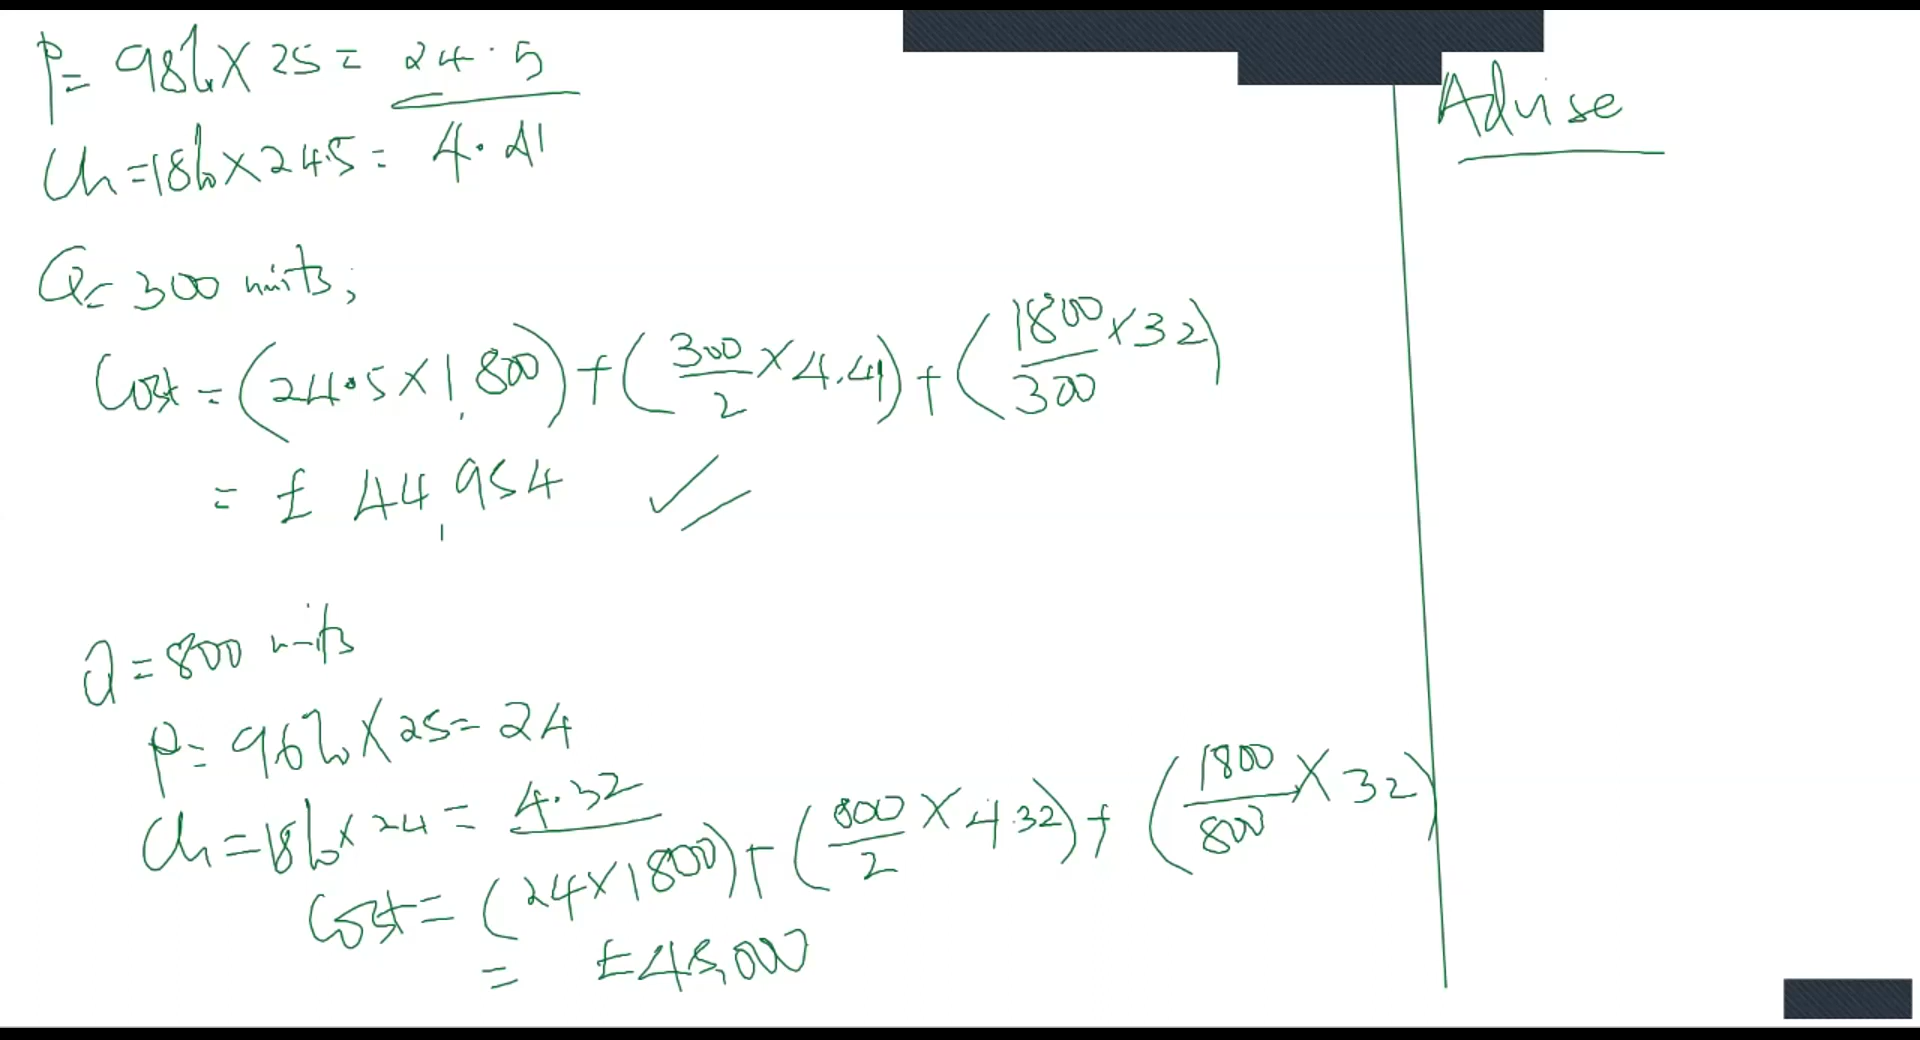 P= 98% X 25 = 24.5
Ch =18% X 24.5 = 4.41
Q= 300 units;
Cost = (24.5 X 1,800) + (300/2 X 4.41) + (1800/300 X 32)
= £ 44,954
Q = 800 units
P= 96% X 25= 24
Ch =18% X 24 = 4.32
Cost = (24 X 1800) + (800/2 X 4.32) + (1800/800 X 32)
= £45,000
Advise